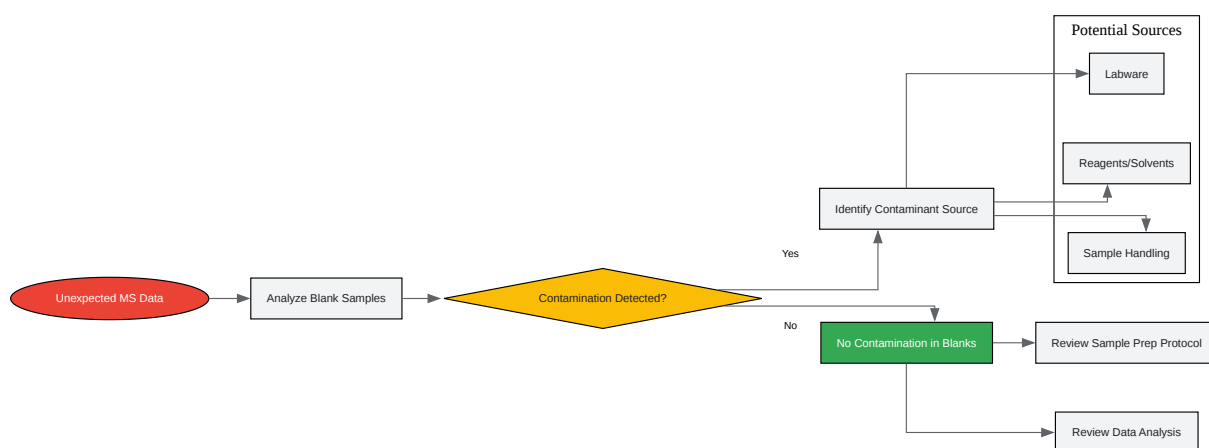 Potential Sources
Labware
Reagents/Solvents
Identify Contaminant Source
Sample Handling
Yes
Unexpected MS Data
Analyze Blank Samples
Contamination Detected?
No
No Contamination in Blanks
Review Sample Prep Protocol
Review Data Analysis